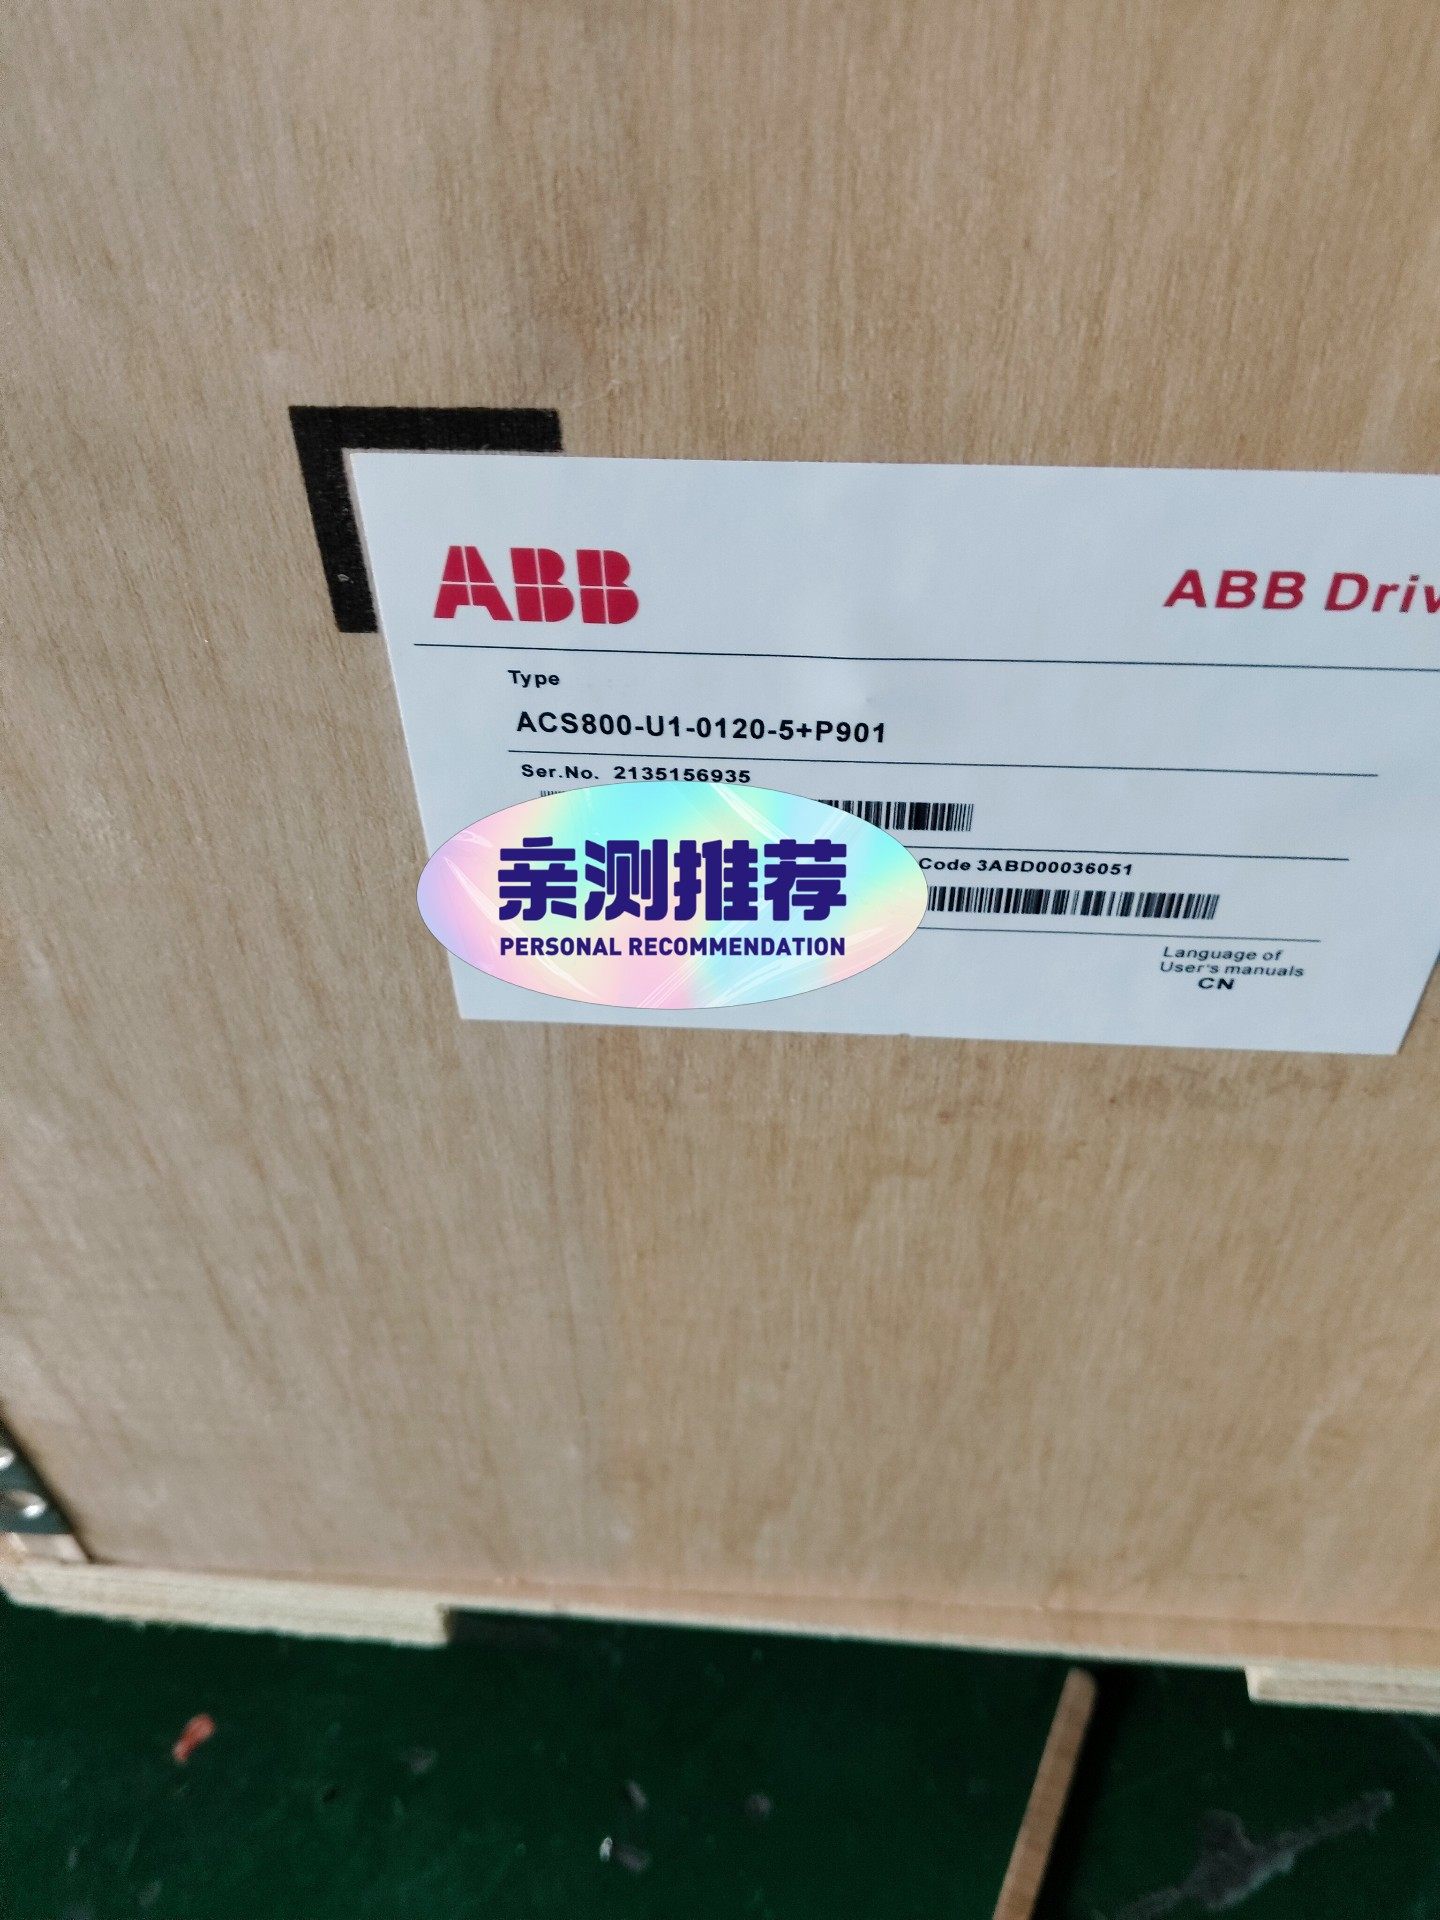 ABB
ABB Driv
Type
ACS800-U1-0120-5+P901
Ser.No. 2135156935
Code 3ABD00036051
亲测推荐
PERSONAL RECOMMENDATION
Language of
User's manuals
CN